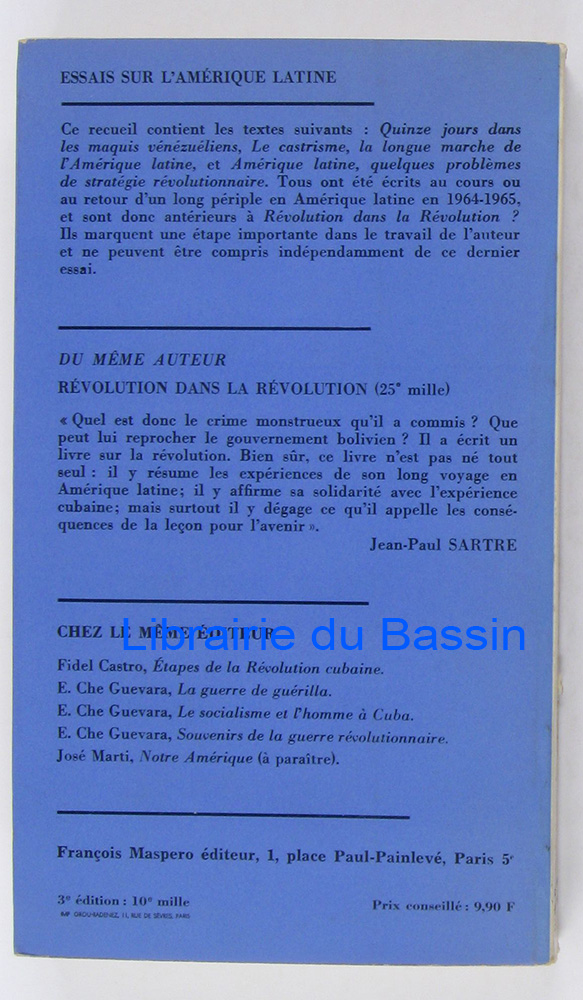 ESSAIS SUR L'AMÉRIQUE LATINE
Ce recueil contient les textes suivants : Quinze jours dans
les maquis vénézuéliens, Le castrisme, la longue marche de
l'Amérique latine, et Amérique latine, quelques problèmes
de stratégie révolutionnaire. Tous ont été écrits au cours ou
au retour d'un long périple en Amérique latine en 1964-1965,
et sont donc antérieurs à Révolution dans la Révolution ?
Ils marquent une étape importante dans le travail de l'auteur
et ne peuvent être compris indépendamment de ce dernier
essai.
DU MÊME AUTEUR
RÉVOLUTION DANS LA RÉVOLUTION (25e mille)
« Quel est donc le crime monstrueux qu'il a commis ? Que
peut lui reprocher le gouvernement bolivien ? Il a écrit un
livre sur la révolution. Bien sûr, ce livre n'est pas né tout
seul : il y résume les expériences de son long voyage en
Amérique latine; il y affirme sa solidarité avec l'expérience
cubaine; mais surtout il y dégage ce qu'il appelle les consé-
quences de la leçon pour l'avenir ».
Jean-Paul SARTRE
CHEZ LE MÊME ÉDITEUR
Librairie du Bassin
Fidel Castro, Étapes de la Révolution cubaine.
E. Che Guevara, La guerre de guérilla.
E. Che Guevara, Le socialisme et l'homme à Cuba.
E. Che Guevara, Souvenirs de la guerre révolutionnaire.
José Marti, Notre Amérique (à paraître).
François Maspero éditeur, 1, place Paul-Painlevé, Paris 5e
3e édition : 10e mille
Prix conseillé : 9,90 F
IMP. GROU-RADENEZ, 11, RUE DE SÈVRES, PARIS